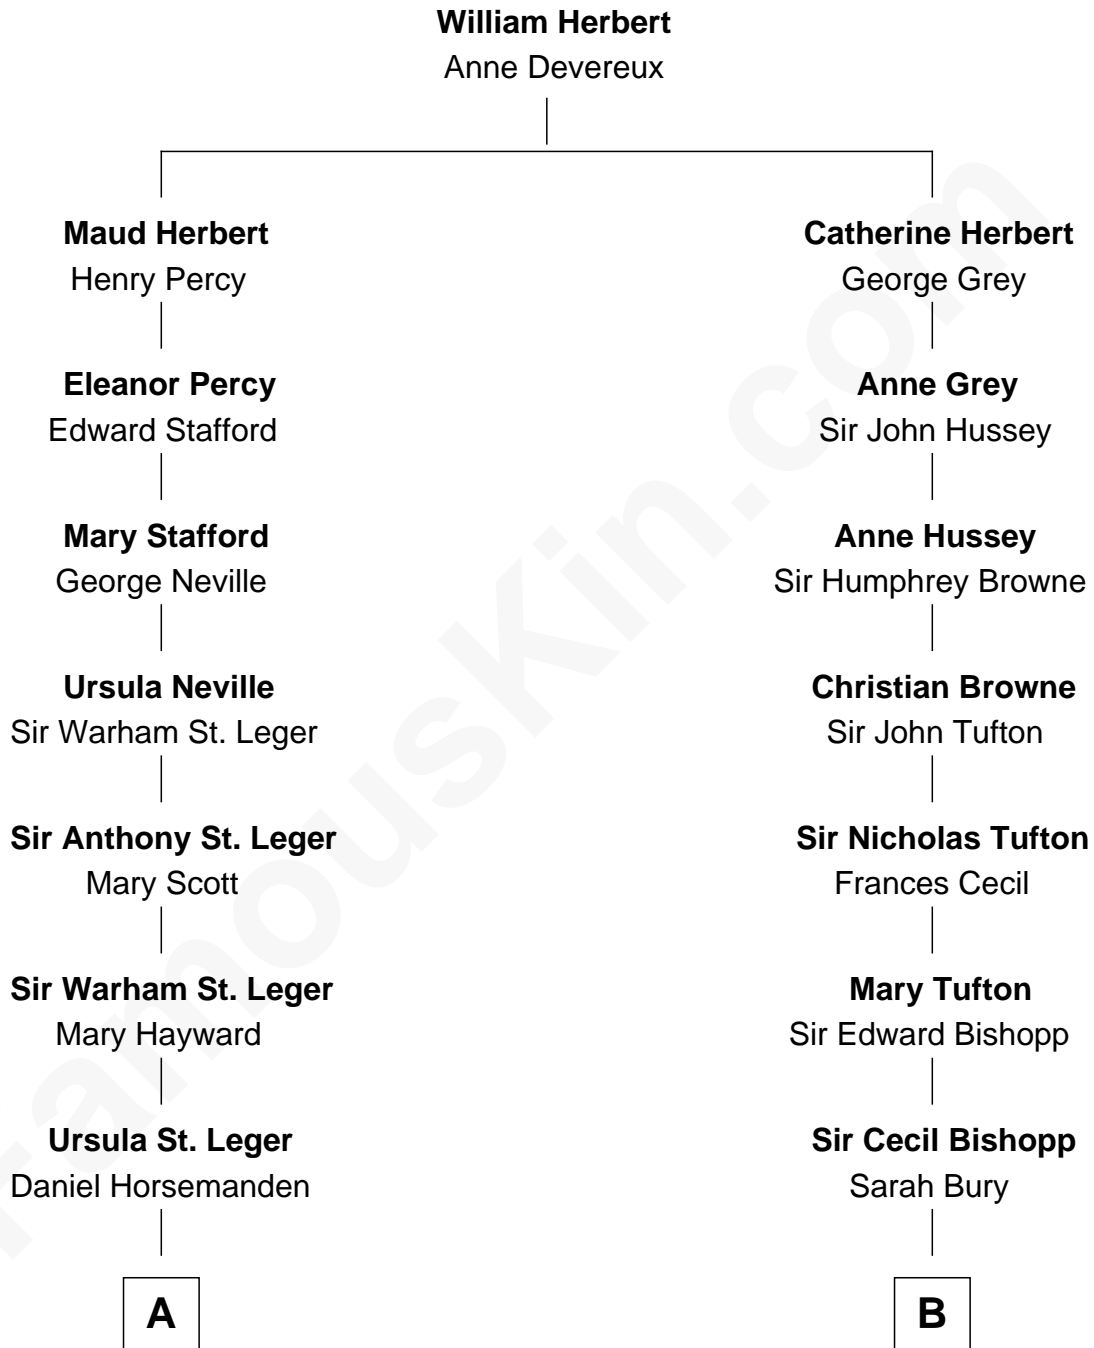 William Herbert
Anne Devereux
Maud Herbert
Henry Percy
Catherine Herbert
George Grey
Eleanor Percy
Edward Stafford
Anne Grey
Sir John Hussey
Mary Stafford
George Neville
Anne Hussey
Sir Humphrey Browne
Ursula Neville
Sir Warham St. Leger
Christian Browne
Sir John Tufton
Sir Anthony St. Leger
Mary Scott
Sir Nicholas Tufton
Frances Cecil
Sir Warham St. Leger
Mary Hayward
Mary Tufton
Sir Edward Bishopp
Ursula St. Leger
Daniel Horsemanden
Sir Cecil Bishopp
Sarah Bury
A
B
FamousKin.com